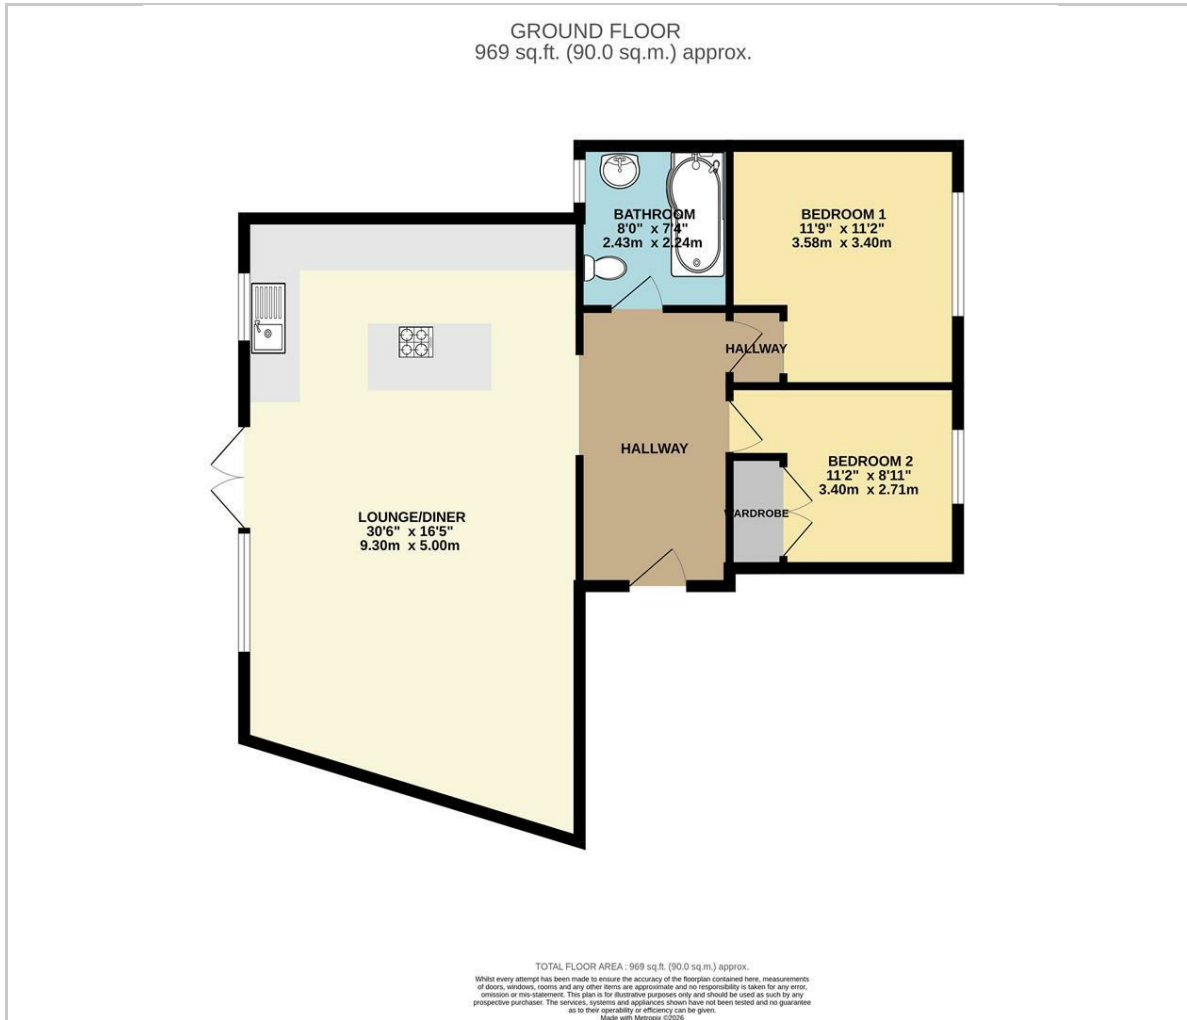 GROUND FLOOR
969 sq.ft. (90.0 sq.m.) approx.
BATHROOM
8'0" x 7'4"
2.43m x 2.24m
BEDROOM 1
11'9" x 11'2"
3.58m x 3.40m
HALLWAY
HALLWAY
BEDROOM 2
11'2" x 8'11"
3.40m x 2.71m
WARDROBE
LOUNGE/DINER
30'6" x 16'5"
9.30m x 5.00m
TOTAL FLOOR AREA : 969 sq.ft. (90.0 sq.m.) approx.
Whilst every attempt has been made to ensure the accuracy of the floorplan contained here, measurements
of doors, windows, rooms and any other items are approximate and no responsibility is taken for any error,
omission or mis-statement. This plan is for illustrative purposes only and should be used as such by any
prospective purchaser. The services, systems and appliances shown have not been tested and no guarantee
as to their operability or efficiency can be given.
Made with Metropix ©2026